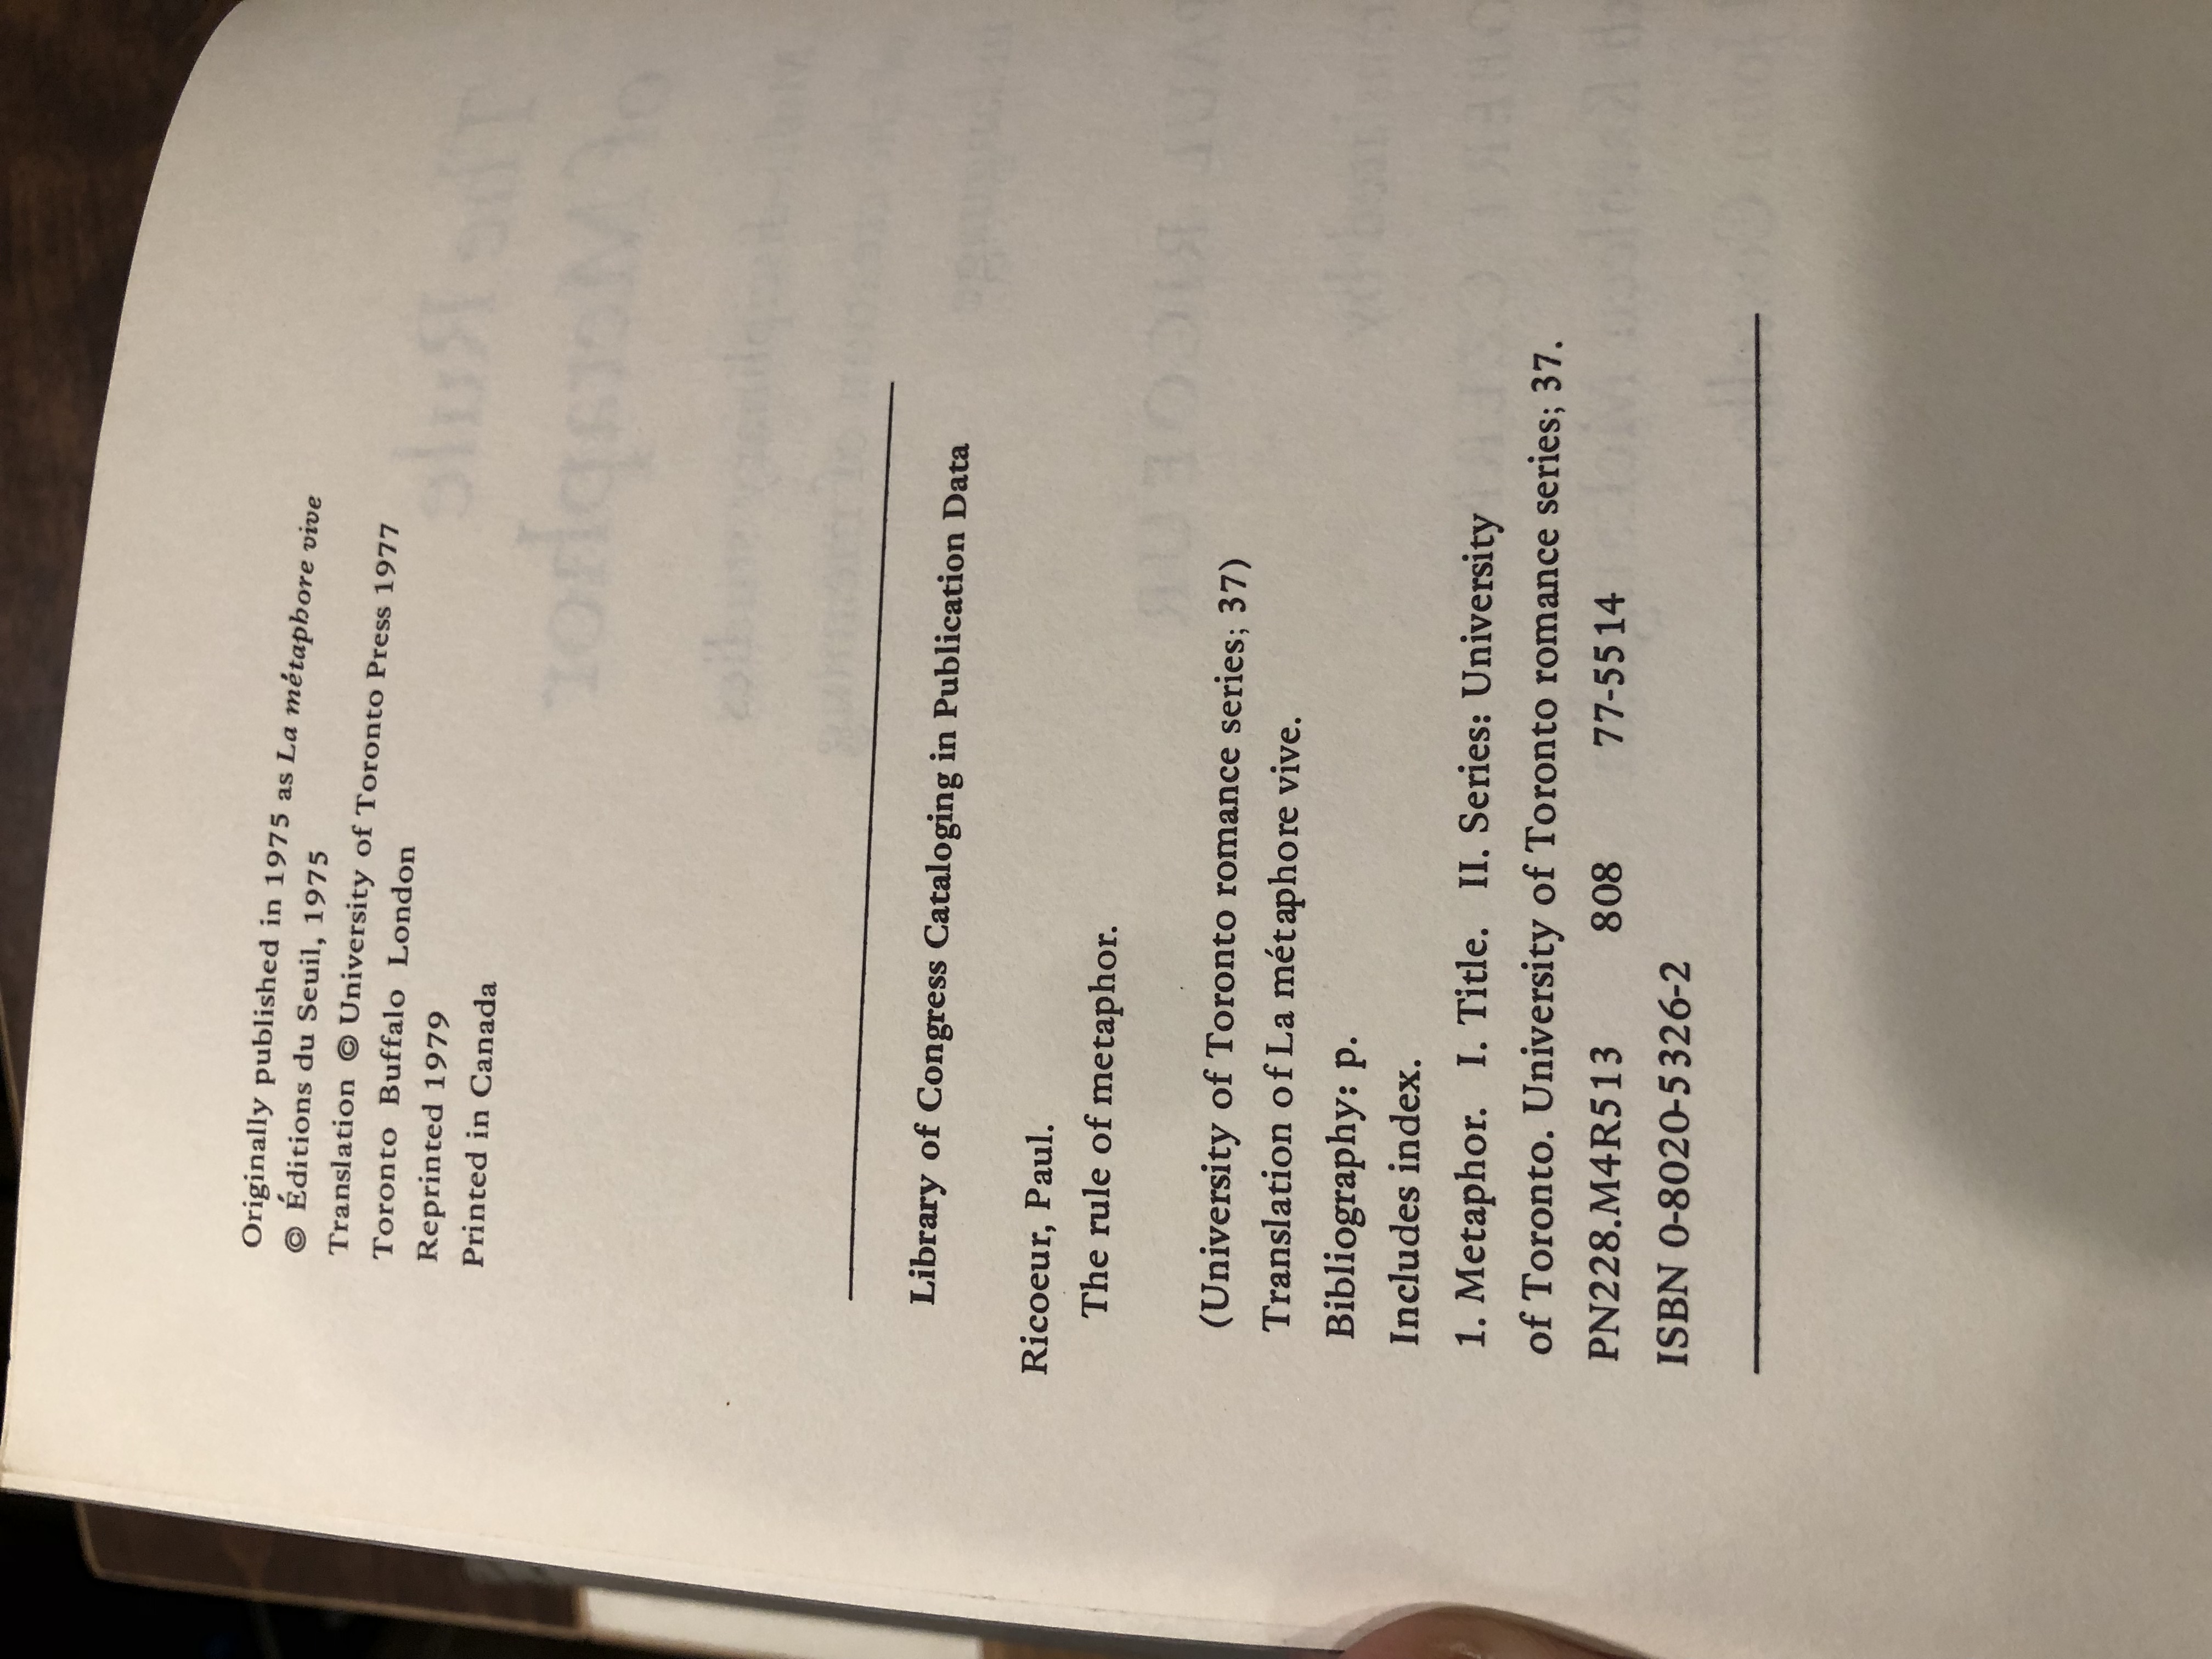 Originally published in 1975 as La métaphore vive
© Éditions du Seuil, 1975
Translation © University of Toronto Press 1977
Toronto Buffalo London
Reprinted 1979
Printed in Canada
Library of Congress Cataloging in Publication Data
Ricoeur, Paul.
The rule of metaphor.
(University of Toronto romance series; 37)
Translation of La métaphore vive.
Bibliography: p.
Includes index.
1. Metaphor. I. Title. II. Series: University
of Toronto. University of Toronto romance series; 37.
PN228.M4R513 808 77-5514
ISBN 0-8020-5326-2